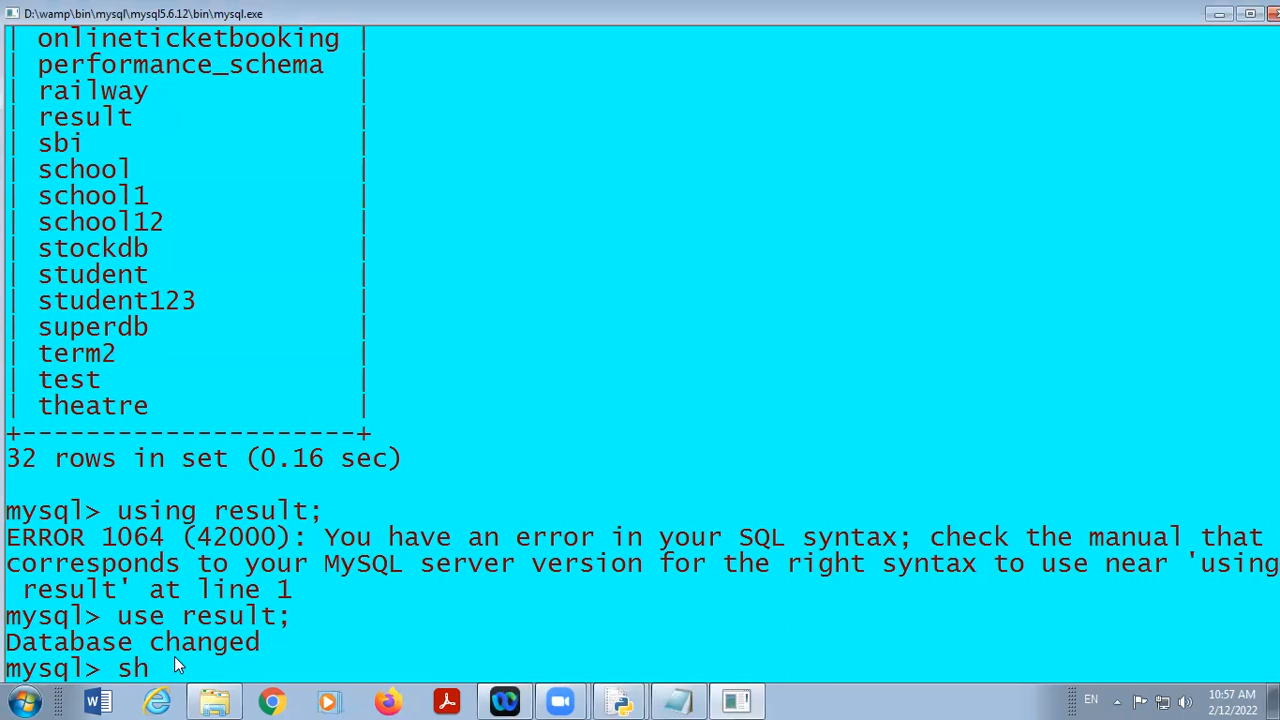 D:\wamp\bin\mysql\mysql5.6.12\bin\mysql.exe
| onlineticketbooking |
| performance_schema |
| railway |
| result |
| sbi |
| school |
| school1 |
| school12 |
| stockdb |
| student |
| student123 |
| superdb |
| term2 |
| test |
| theatre |
+---------------------+
32 rows in set (0.16 sec)
mysql> using result;
ERROR 1064 (42000): You have an error in your SQL syntax; check the manual that
corresponds to your MySQL server version for the right syntax to use near 'using
result' at line 1
mysql> use result;
Database changed
mysql> sh
EN
10:57 AM
2/12/2022